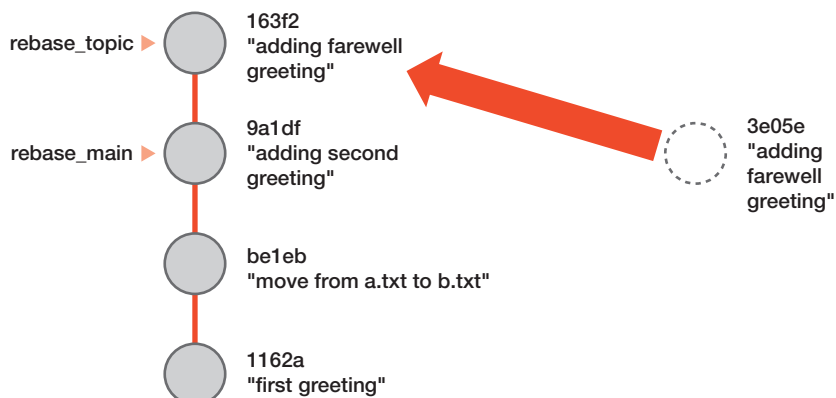 rebase_topic
163f2
"adding farewell
greeting"
rebase_main
9a1df
"adding second
greeting"
3e05e
"adding
farewell
greeting"
be1eb
"move from a.txt to b.txt"
1162a
"first greeting"